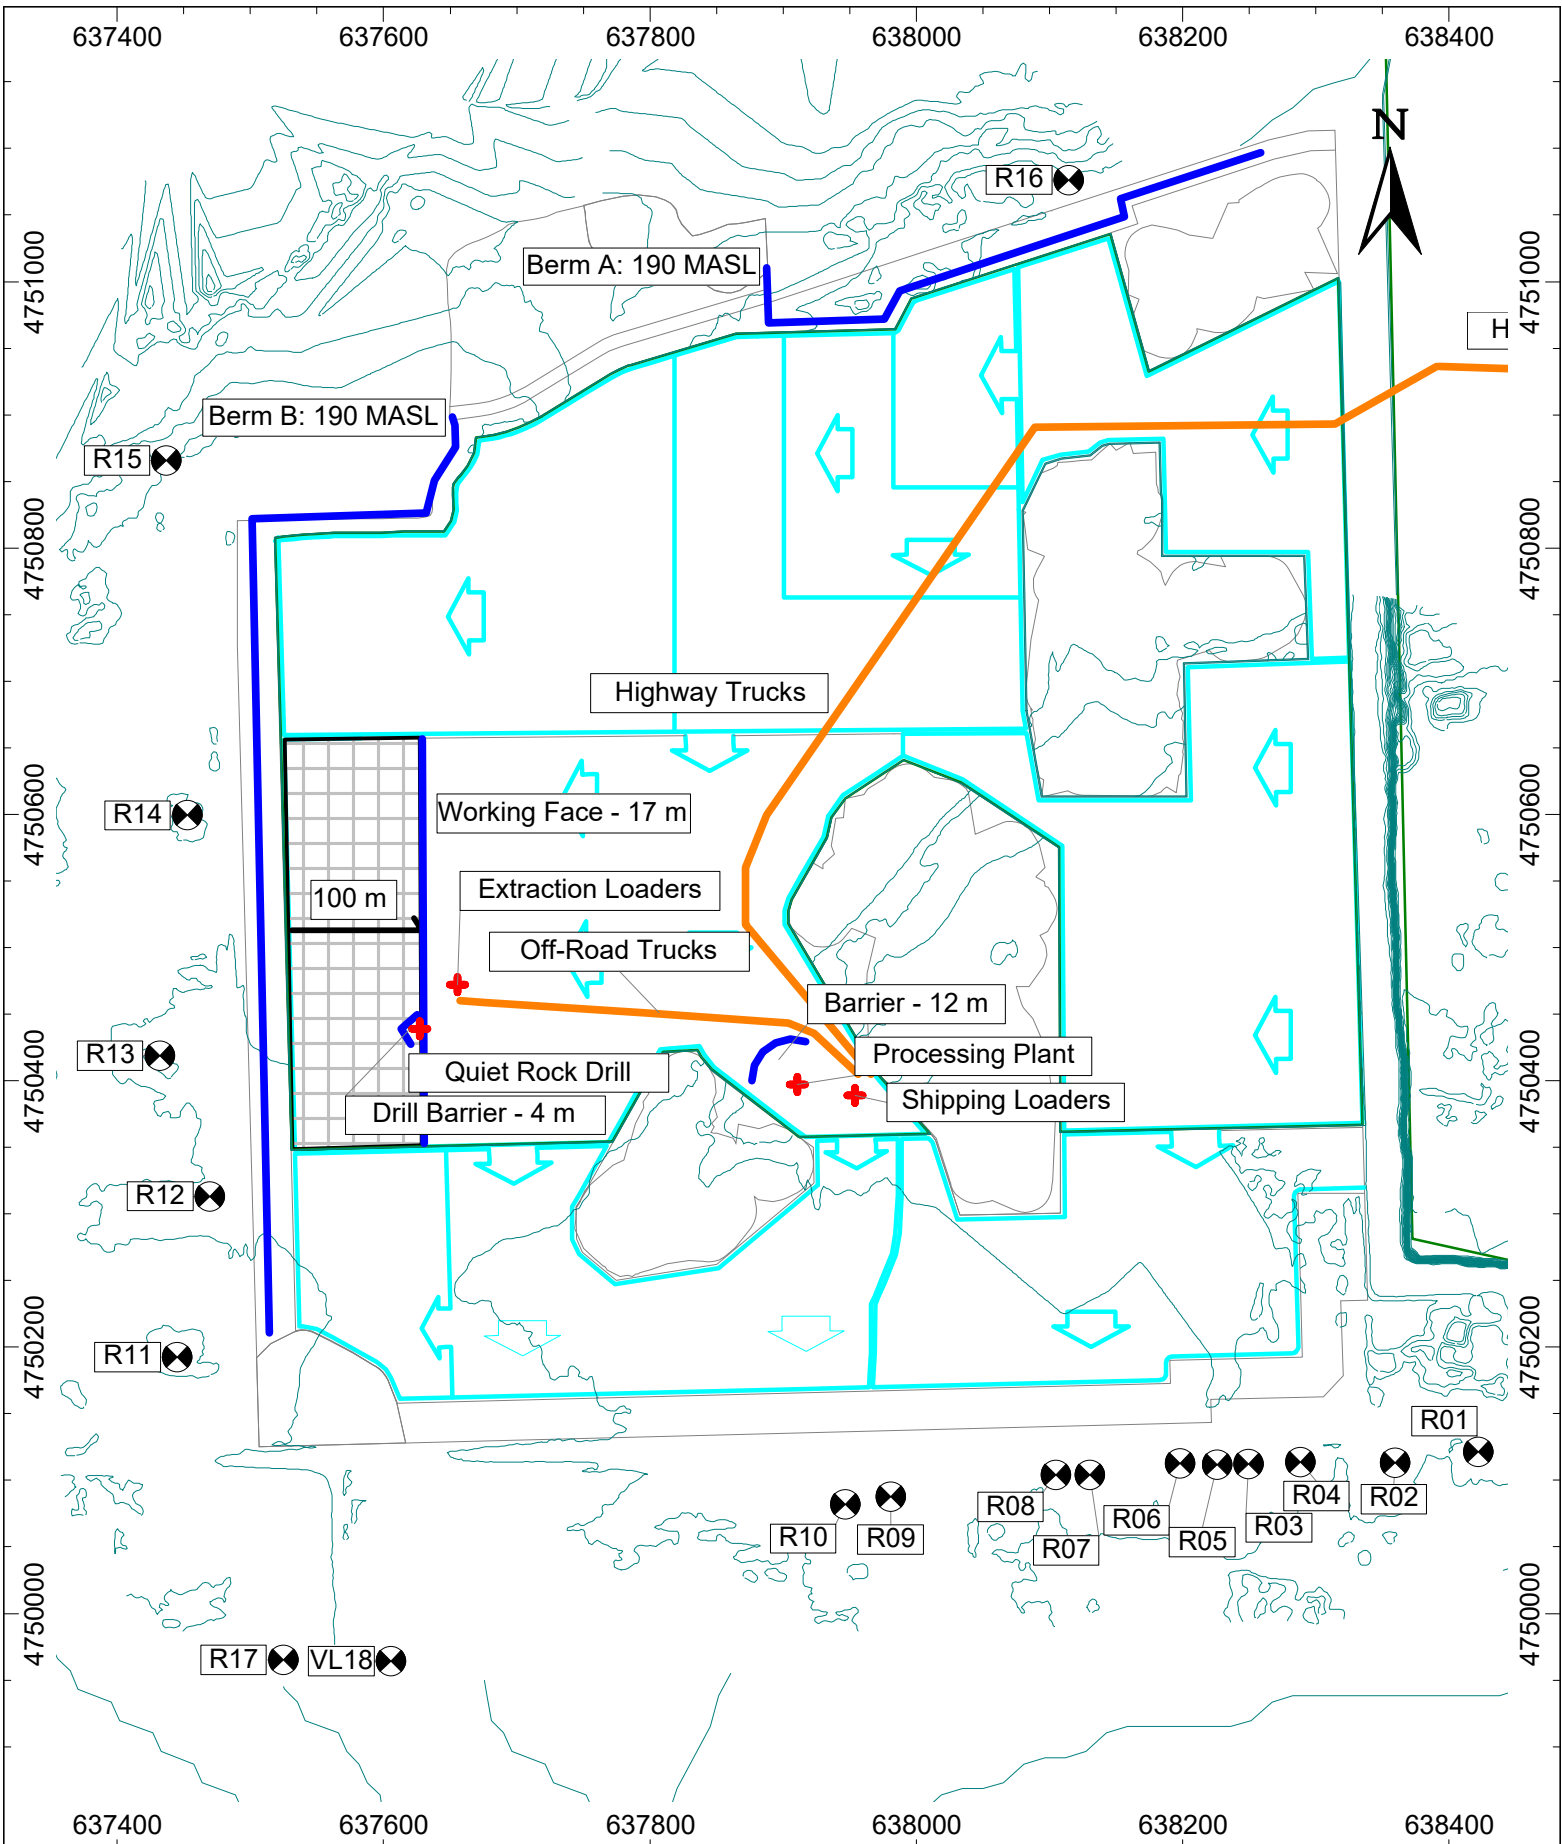 637400
637600
637800
638000
638200
638400
N
R16
4751000
Berm A: 190 MASL
4751000
H
Berm B: 190 MASL
R15
4750800
4750800
Highway Trucks
4750600
R14
Working Face - 17 m
4750600
100 m
Extraction Loaders
Off-Road Trucks
Barrier - 12 m
4750400
R13
Processing Plant
4750400
Quiet Rock Drill
Shipping Loaders
Drill Barrier - 4 m
R12
4750200
R11
4750200
R01
R10
R09
R08
R07
R06
R05
R03
R04
R02
4750000
4750000
R17
VL18
637400
637600
637800
638000
638200
638400